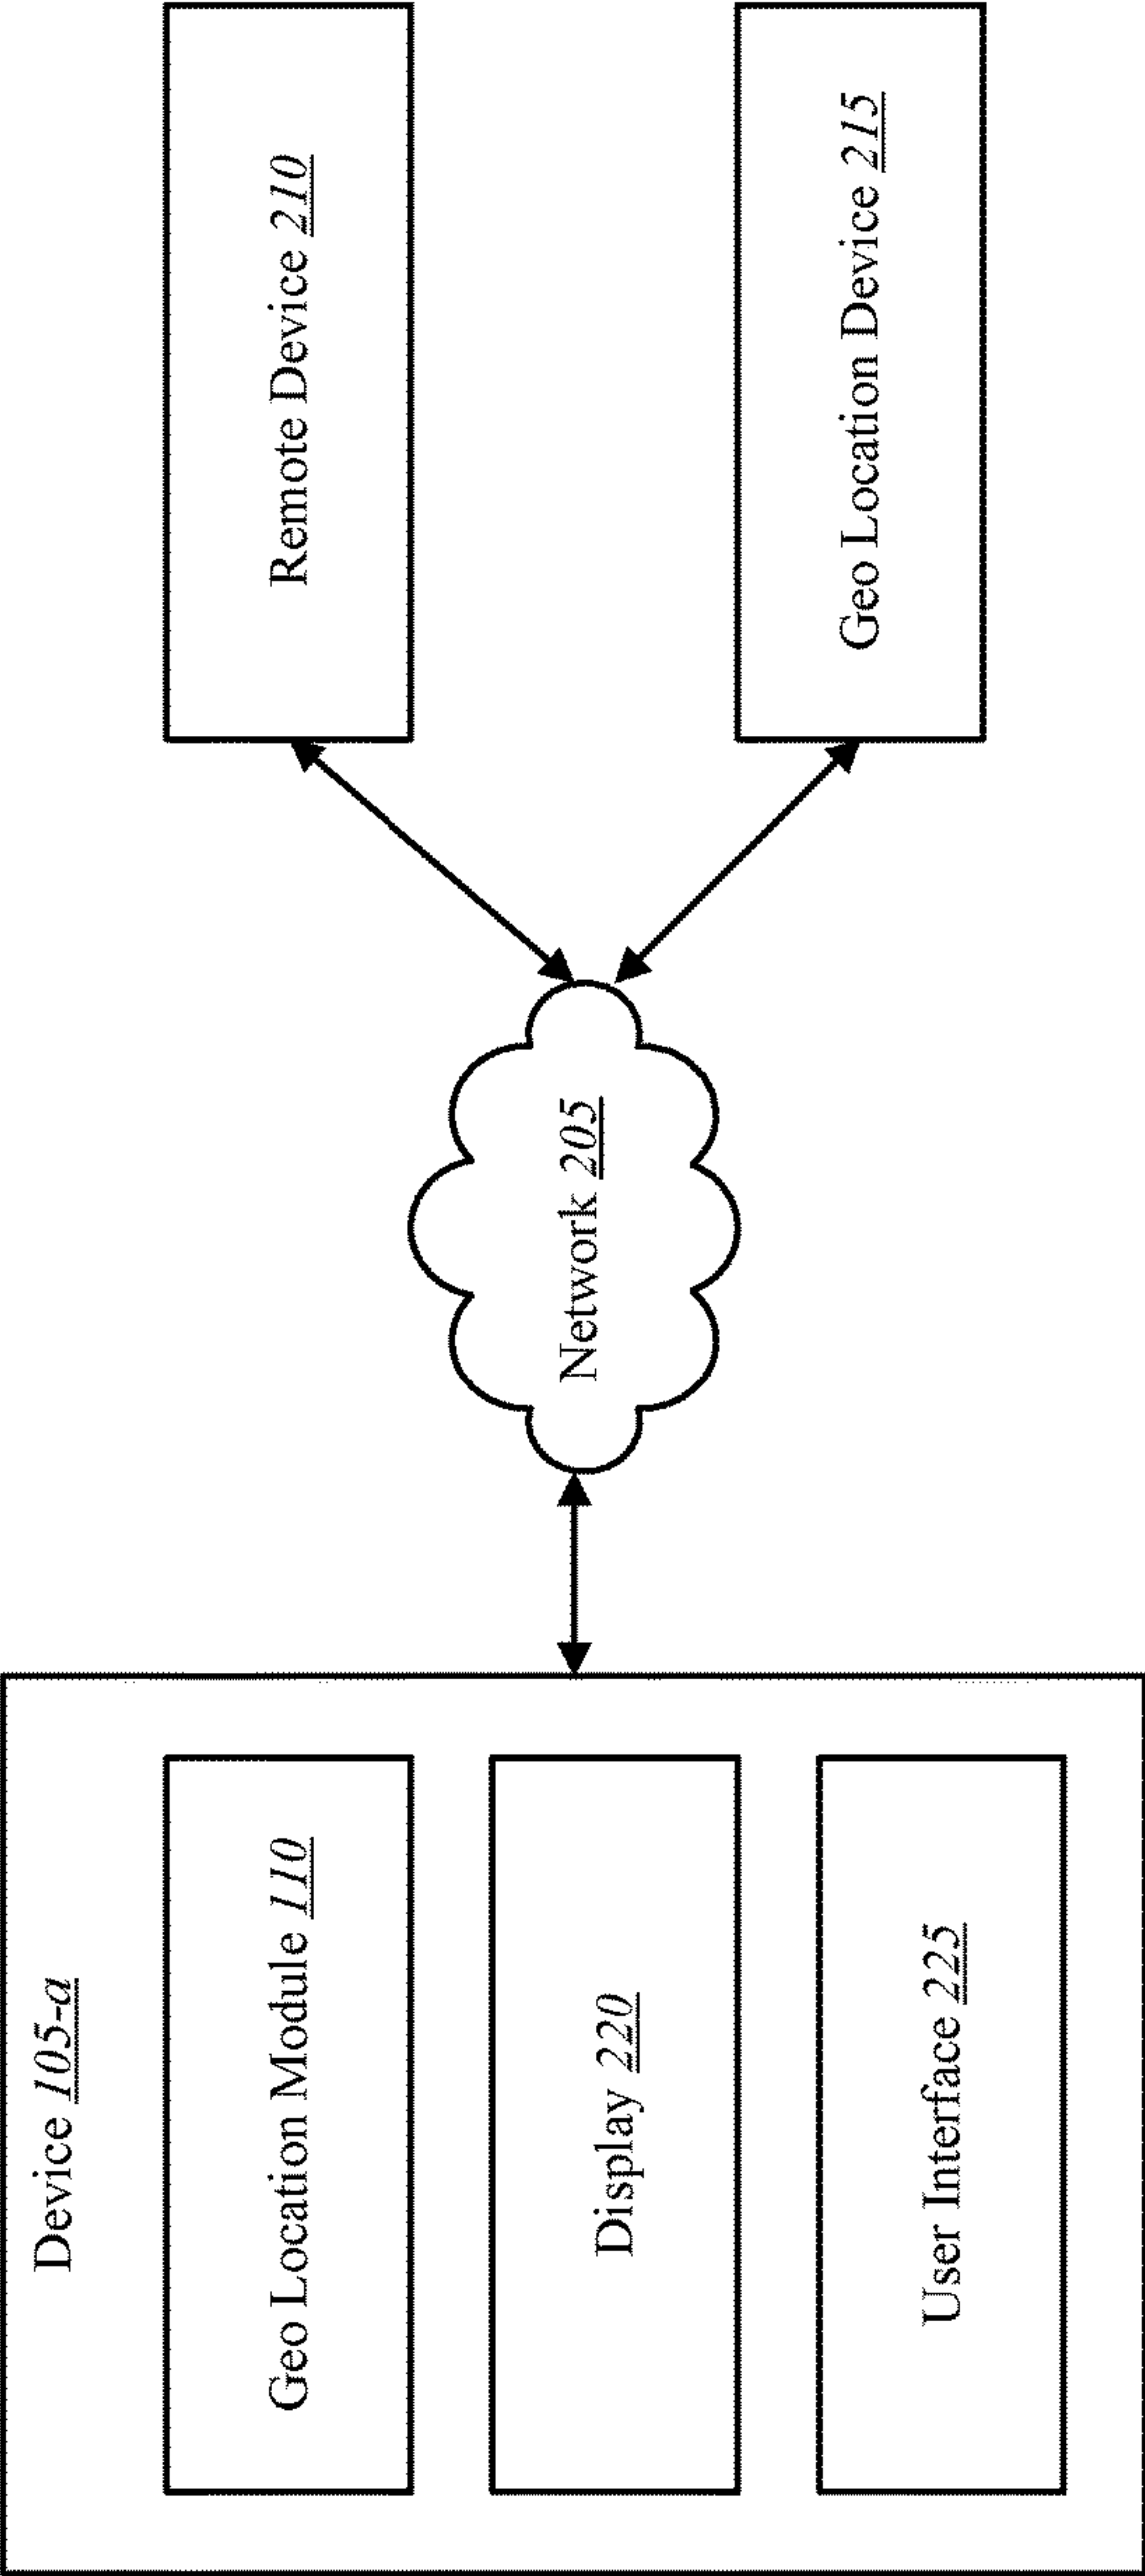 Device 105-a
Geo Location Module 110
Display 220
User Interface 225
Network 205
Remote Device 210
Geo Location Device 215